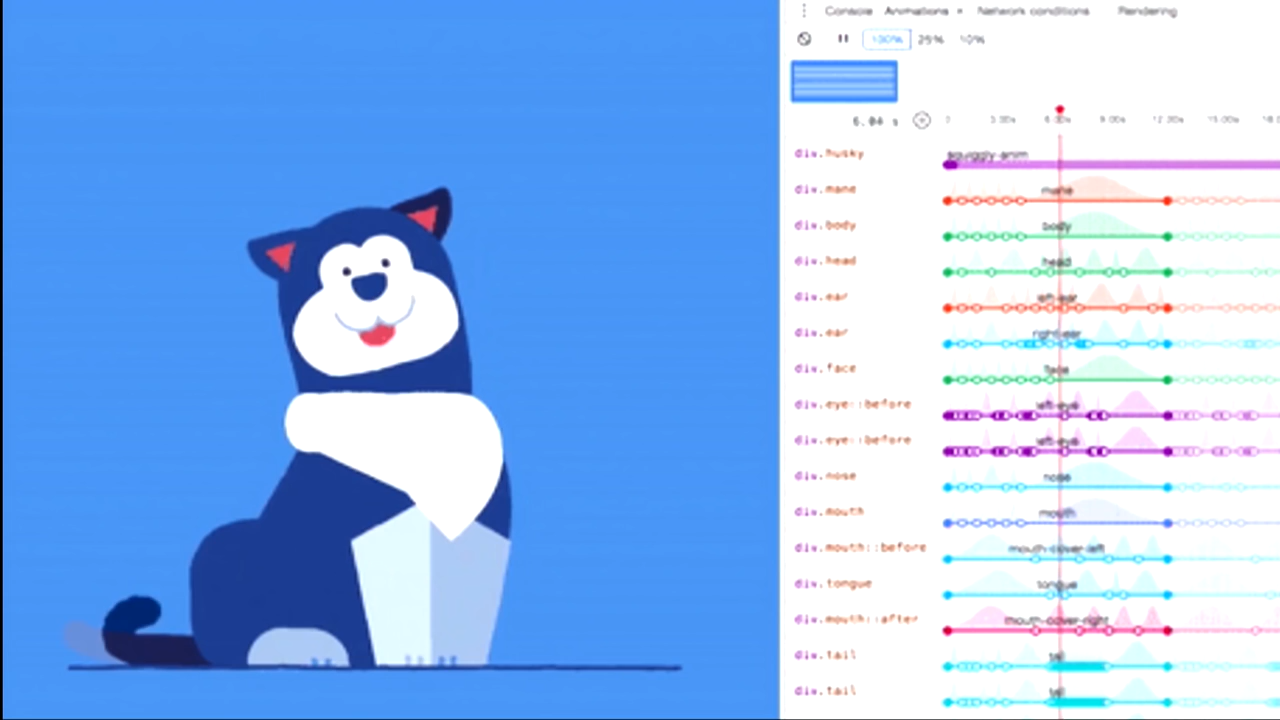 Console Animations × Network conditions Rendering
100% 25% 10%
6.04 s 0 3.00s 6.00s 9.00s 12.00s 15.00s
div.husky squiggly-anim
div.mane mane
div.body body
div.head head
div.ear left-ear
div.ear right-ear
div.face face
div.eye::before left-eye
div.eye::before left-eye
div.nose nose
div.mouth mouth
div.mouth::before mouth-cover-left
div.tongue tongue
div.mouth::after mouth-cover-right
div.tail tail
div.tail tail